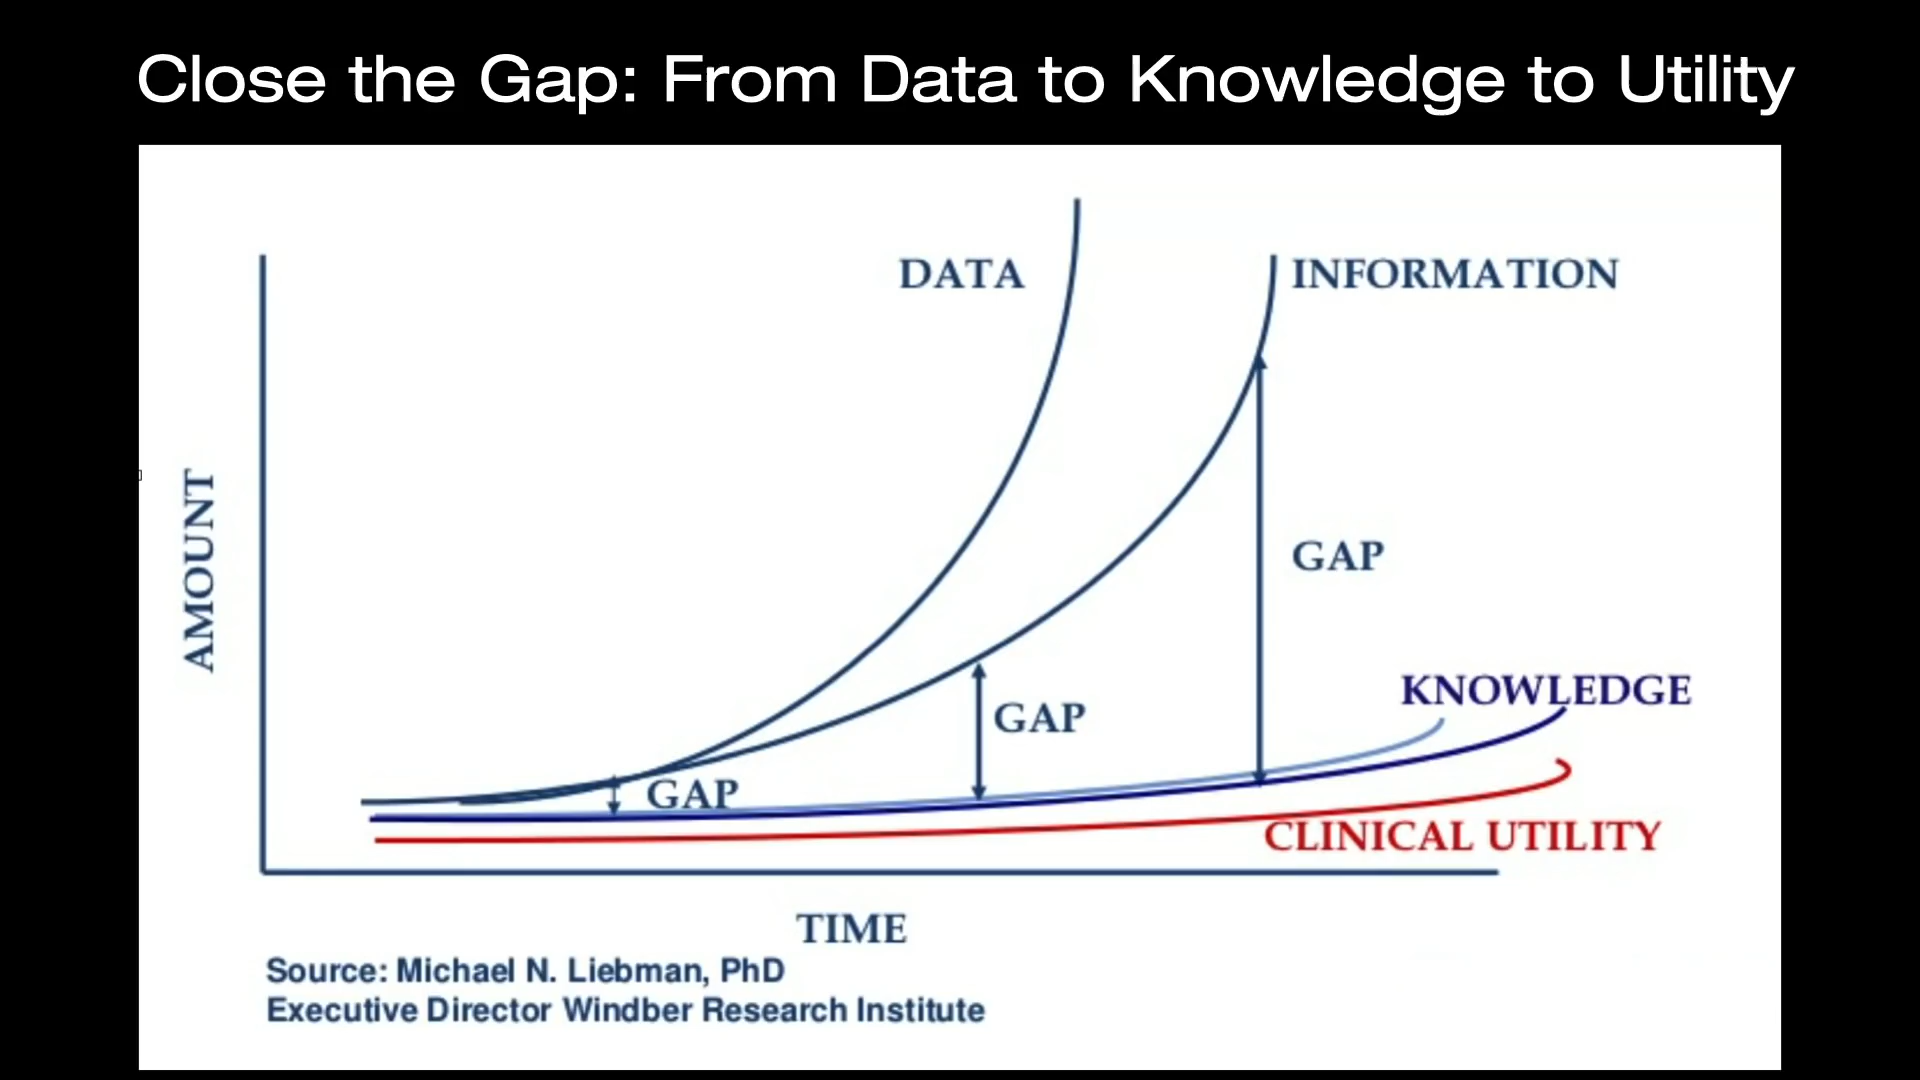 Close the Gap: From Data to Knowledge to Utility
DATA
INFORMATION
AMOUNT
GAP
KNOWLEDGE
GAP
GAP
CLINICAL UTILITY
TIME
Source: Michael N. Liebman, PhD
Executive Director Windber Research Institute